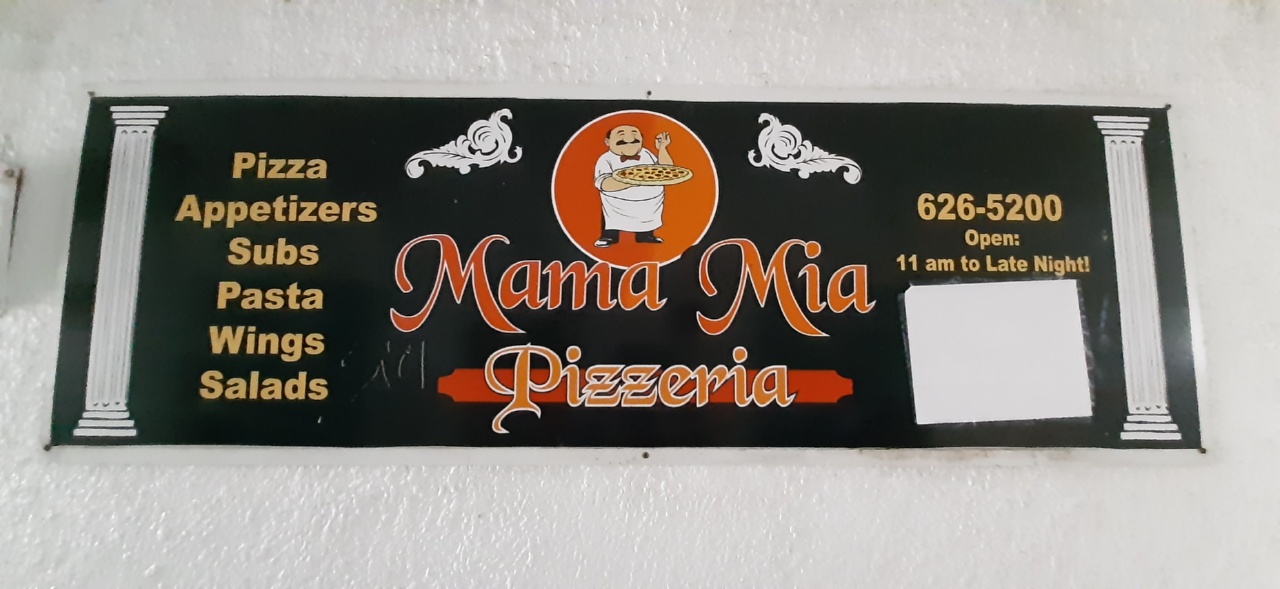 Pizza
Appetizers
Subs
Pasta
Wings
Salads
Mama Mia
Pizzeria
626-5200
Open:
11 am to Late Night!